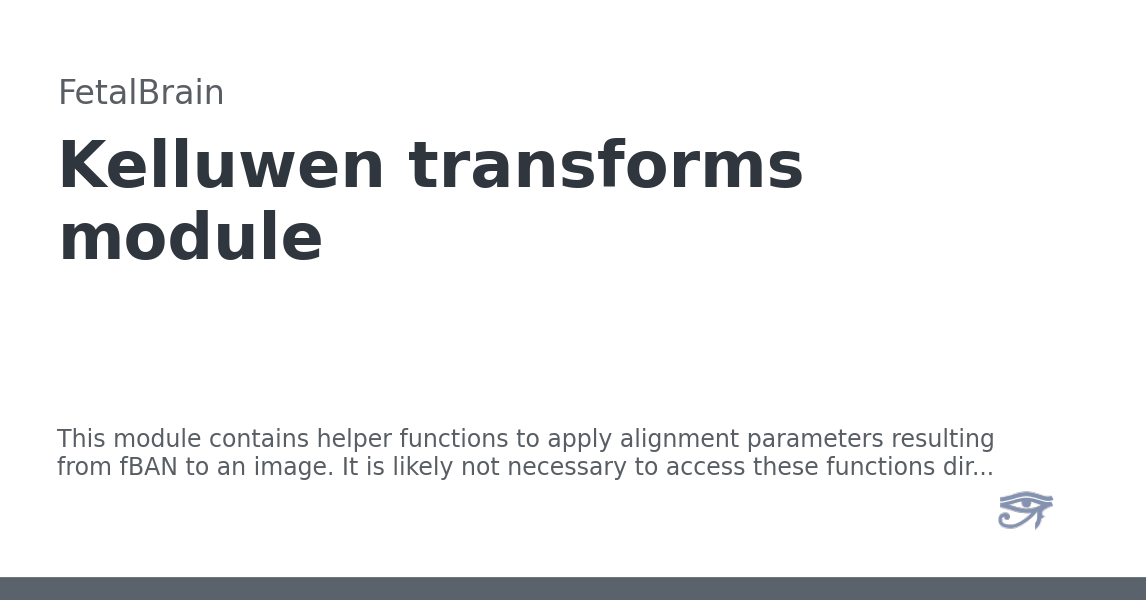 FetalBrain
Kelluwen transforms
module
This module contains helper functions to apply alignment parameters resulting
from fBAN to an image. It is likely not necessary to access these functions dir...